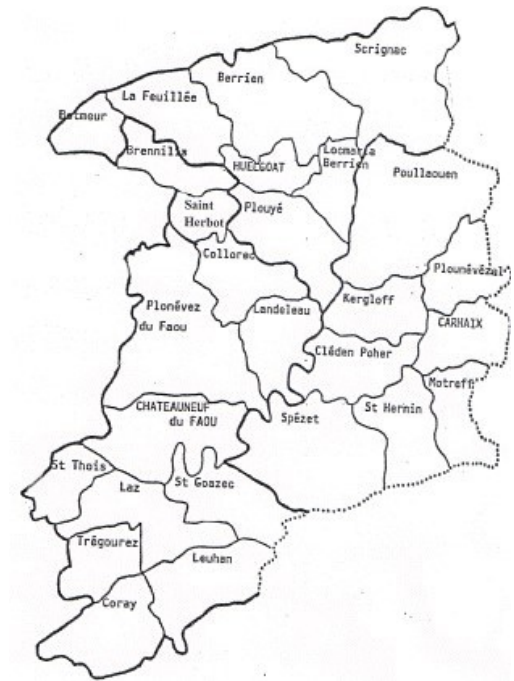 Scrignac
Berrien
La Feuillée
Botmeur
Brennilis
HUELGOAT
Locmaria
Berrien
Poullaouen
Saint
Herbot
Plouyé
Collorec
Plounévézel
Kergloff
Plonévez
du Faou
Landeleau
CARHAIX
Cléden Poher
Motreff
CHATEAUNEUF
du FAOU
Spézet
St Hernin
St Thois
Laz
St Goazec
Trégourez
Leuhan
Coray